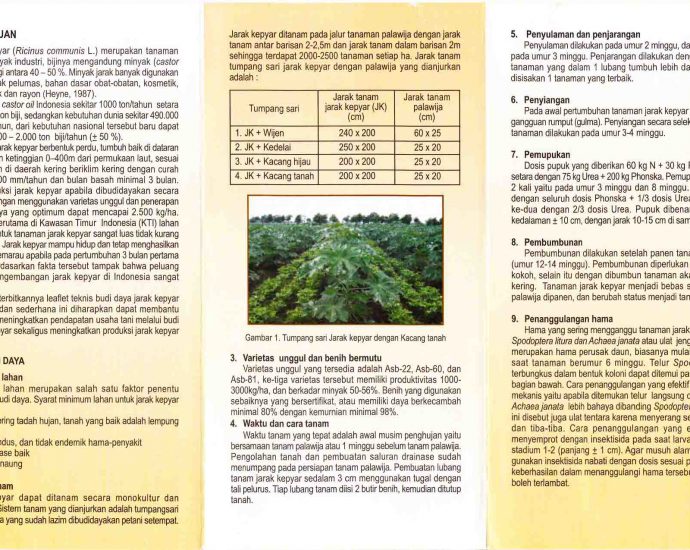 UAN
yar (Ricinus communis L.) merupakan tanaman
yak industri, bijinya mengandung minyak (castor
gi antara 40 – 50 %. Minyak jarak banyak digunakan
k pelumas, bahan dasar obat-obatan, kosmetik,
k dan rayon (Heyne, 1987).
castor oil Indonesia sekitar 1000 ton/tahun setara
on biji, sedangkan kebutuhan dunia sekitar 490.000
hun, dari kebutuhan nasional tersebut baru dapat
00 – 2.000 ton biji/tahun (± 50 %).
arak kepyar berbentuk perdu, tumbuh baik di dataran
n ketinggian 0–400m dari permukaan laut, sesuai
n di daerah kering beriklim kering dengan curah
00 mm/tahun dan bulan basah minimal 3 bulan.
uksi jarak kepyar apabila dibudidayakan secara
engan menggunakan varietas unggul dan penerapan
ya yang optimum dapat mencapai 2.500 kg/ha.
erutama di Kawasan Timur Indonesia (KTI) lahan
untuk tanaman jarak kepyar sangat luas tidak kurang
Jarak kepyar mampu hidup dan tetap menghasilkan
emarau apabila pada pertumbuhan 3 bulan pertama
rdasarkan fakta tersebut tampak bahwa peluang
engembangan jarak kepyar di Indonesia sangat
terbitkannya leaflet teknis budi daya jarak kepyar
dan sederhana ini diharapkan dapat membantu
meningkatkan pendapatan usaha tani melalui budi
pyar sekaligus meningkatkan produksi jarak kepyar
DAYA
lahan
lahan merupakan salah satu faktor penentu
budi daya. Syarat minimum lahan untuk jarak kepyar
ering tadah hujan, tanah yang baik adalah lempung
ndus, dan tidak endemik hama-penyakit
ase baik
naung
nam
pyar dapat ditanam secara monokultur dan
Sistem tanam yang dianjurkan adalah tumpangsari
a yang sudah lazim dibudidayakan petani setempat.
Jarak kepyar ditanam pada jalur tanaman palawija dengan jarak
tanam antar barisan 2-2,5m dan jarak tanam dalam barisan 2m
sehingga terdapat 2000-2500 tanaman setiap ha. Jarak tanam
tumpang sari jarak kepyar dengan palawija yang dianjurkan
adalah :
Tumpang sari Jarak tanam jarak kepyar (JK) (cm) Jarak tanam palawija (cm)
1. JK + Wijen 240 x 200 60 x 25
2. JK + Kedelai 250 x 200 20 x 20
3. JK + Kacang hijau 200 x 200 20 x 20
4. JK + Kacang tanah 200 x 200 20 x 20
Gambar 1. Tumpang sari Jarak kepyar dengan Kacang tanah
3. Varietas unggul dan benih bermutu
Varietas unggul yang tersedia adalah Asb-22, Asb-60, dan
Asb-81, ke-tiga varietas tersebut memiliki produktivitas 1000-
3000kg/ha, dan berkadar minyak 50-56%. Benih yang digunakan
sebaiknya yang bersertifikat, atau memiliki daya berkecambah
minimal 80% dengan kemurnian minimal 98%.
4. Waktu dan cara tanam
Waktu tanam yang tepat adalah awal musim penghujan yaitu
bersamaan tanam palawija atau 1 minggu sebelum tanam palawija.
Pengolahan tanah dan pembuatan saluran drainase sudah
menumpang pada persiapan tanam palawija. Pembuatan lubang
tanam jarak kepyar sedalam 3 cm menggunakan tugal dengan
tali pelurus. Tiap lubang tanam diisi 2 butir benih, kemudian ditutup
tanah.
5. Penyulaman dan penjarangan
Penyulaman dilakukan pada umur 2 minggu, da
pada umur 3 minggu. Penjarangan dilakukan deng
tanaman yang dalam 1 lubang tumbuh lebih da
disisakan 1 tanaman yang terbaik.
6. Penyiangan
Pada awal pertumbuhan tanaman jarak kepyar
gangguan rumput (gulma). Penyiangan secara selek
tanaman dilakukan pada umur 3-4 minggu.
7. Pemupukan
Dosis pupuk yang diberikan 60 kg N + 30 kg
setara dengan 75 kg Urea + 200 kg Phonska. Pemup
2 kali yaitu pada umur 3 minggu dan 8 minggu.
dengan seluruh dosis Phonska + 1/3 dosis Urea
ke-dua dengan 2/3 dosis Urea. Pupuk dibena
kedalaman ± 10 cm, dengan jarak 10-15 cm di sam
8. Pembumbunan
Pembumbunan dilakukan setelah panen tana
(umur 12-14 minggu). Pembumbunan diperlukan
kokoh, selain itu dengan dibumbun tanaman aka
kering. Tanaman jarak kepyar menjadi bebas s
palawija dipanen, dan berubah status menjadi tan
9. Penanggulangan hama
Hama yang sering mengganggu tanaman jarak
Spodoptera litura dan Achaea janata atau ulat jeng
merupakan hama perusak daun, biasanya mulai
saat tanaman berumur 6 minggu. Telur Spod
terbungkus dalam bentuk koloni dapat ditemui pa
bagian bawah. Cara penanggulangan yang efektif
mekanis yaitu apabila ditemukan telur langsung d
Achaea janata lebih bahaya dibanding Spodopte
ini disebut juga ulat tentara karena menyerang se
dan tiba-tiba. Cara penanggulangan yang e
menyemprot dengan insektisida pada saat larva
stadium 1-2 (panjang ± 1 cm). Agar musuh alam
gunakan insektisida nabati dengan dosis sesuai p
keberhasilan dalam menanggulangi hama terseb
boleh terlambat.